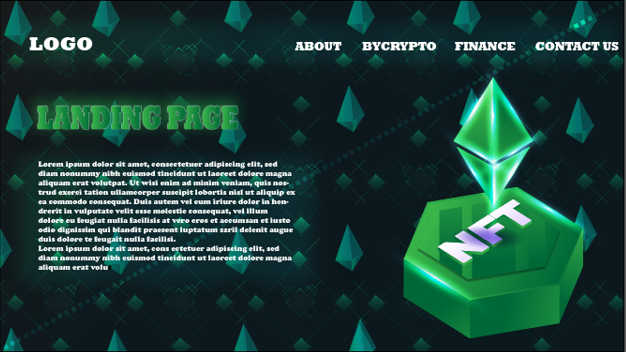 LOGO
ABOUT BYCRYPTO FINANCE CONTACT US
LANDING PAGE
Lorem ipsum dolor sit amet, consectetuer adipiscing elit, sed
diam nonummy nibh euismod tincidunt ut laoreet dolore magna
aliquam erat volutpat. Ut wisi enim ad minim veniam, quis nos-
trud exerci tation ullamcorper suscipit lobortis nisl ut aliquip ex
ea commodo consequat. Duis autem vel eum iriure dolor in hen-
drerit in vulputate velit esse molestie consequat, vel illum
dolore eu feugiat nulla facilisis at vero eros et accumsan et iusto
odio dignissim qui blandit praesent luptatum zzril delenit augue
duis dolore te feugait nulla facilisi.
Lorem ipsum dolor sit amet, cons ectetuer adipiscing elit, sed
diam nonummy nibh euismod tincidunt ut laoreet dolore magna
aliquam erat volu
NFT